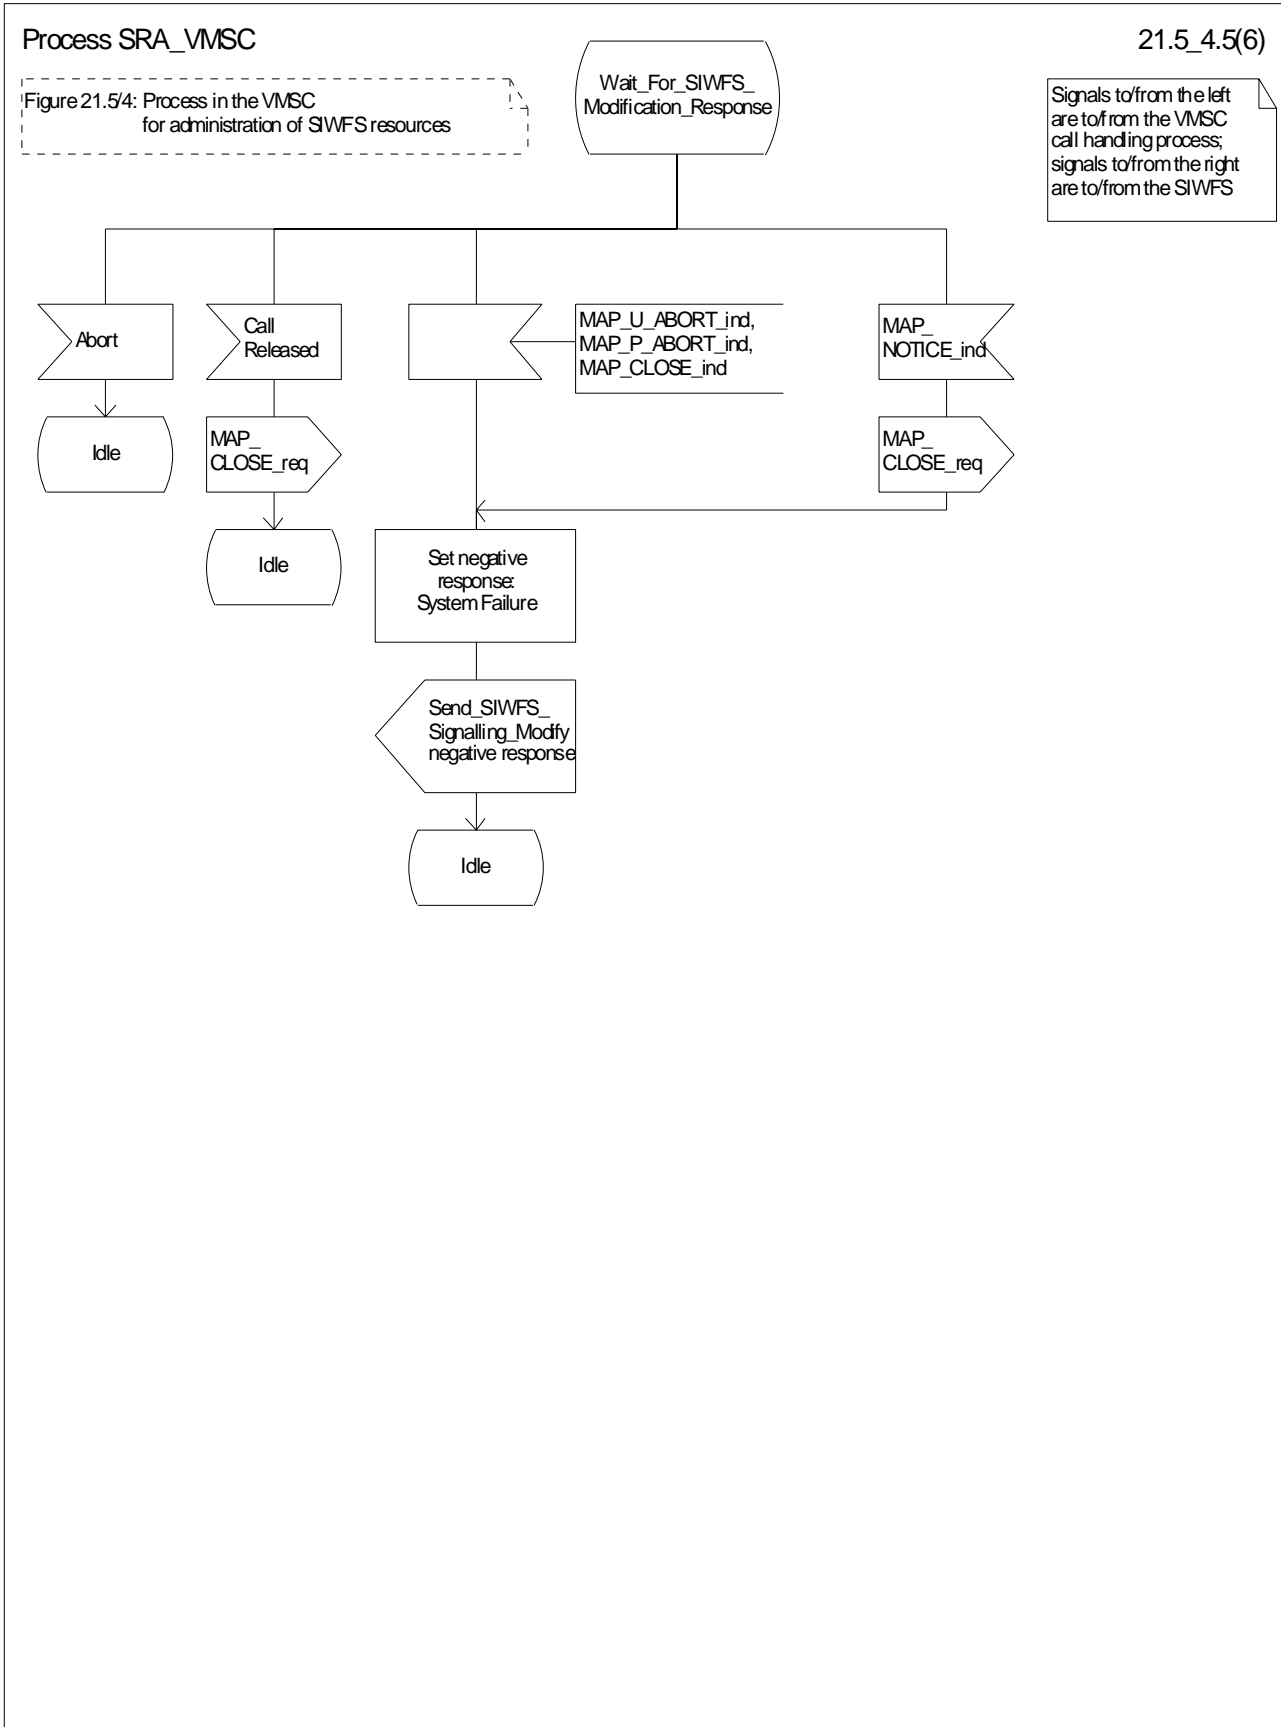 Process SRA_VMSC
21.5_4.5(6)
Figure 21.5/4: Process in the VMSC
for administration of SIWFS resources
Wait_For_SIWFS_
Modification_Response
Signals to/from the left
are to/from the VMSC
call handling process;
signals to/from the right
are to/from the SIWFS
Abort
Call
Released
MAP_U_ABORT_ind,
MAP_P_ABORT_ind,
MAP_CLOSE_ind
MAP_
NOTICE_ind
Idle
MAP_
CLOSE_req
MAP_
CLOSE_req
Idle
Set negative
response:
System Failure
Send_SIWFS_
Signalling_Modify
negative response
Idle